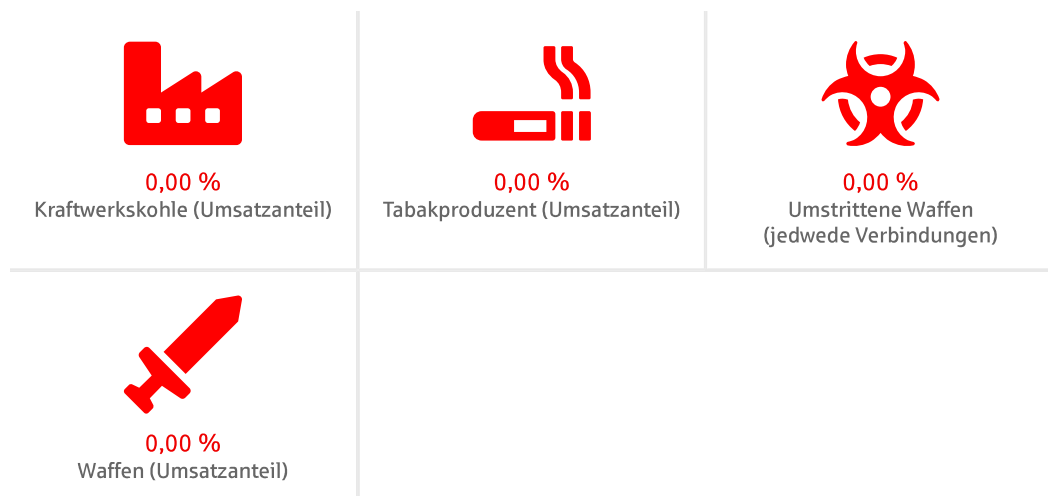 0,00 %
Kraftwerkskohle (Umsatzanteil)
0,00 %
Tabakproduzent (Umsatzanteil)
0,00 %
Umstrittene Waffen
(jedwede Verbindungen)
0,00 %
Waffen (Umsatzanteil)